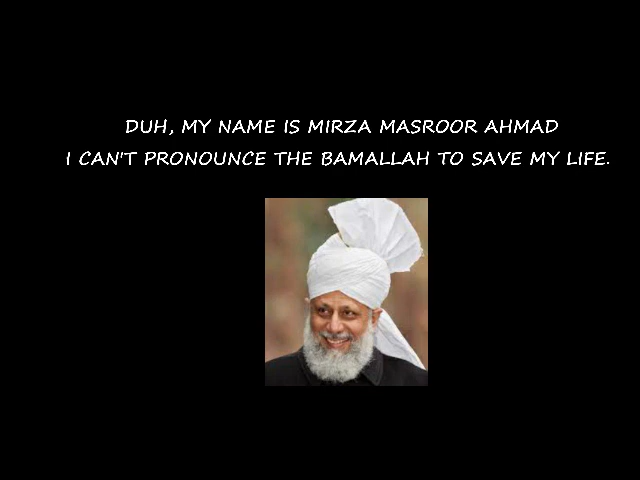 DUH, MY NAME IS MIRZA MASROOR AHMAD
I CAN'T PRONOUNCE THE BAMALLAH TO SAVE MY LIFE.